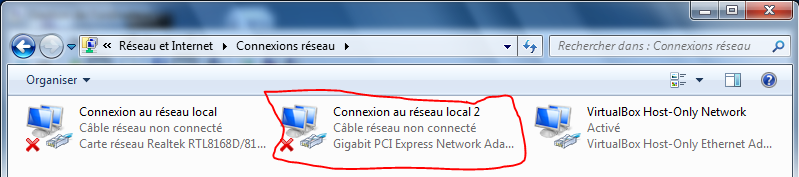 « Réseau et Internet ▸ Connexions réseau ▸ Rechercher dans : Connexions réseau
Organiser ▾
Connexion au réseau local
Câble réseau non connecté
Carte réseau Realtek RTL8168D/81...
Connexion au réseau local 2
Câble réseau non connecté
Gigabit PCI Express Network Ada...
VirtualBox Host-Only Network
Activé
VirtualBox Host-Only Ethernet Ad...